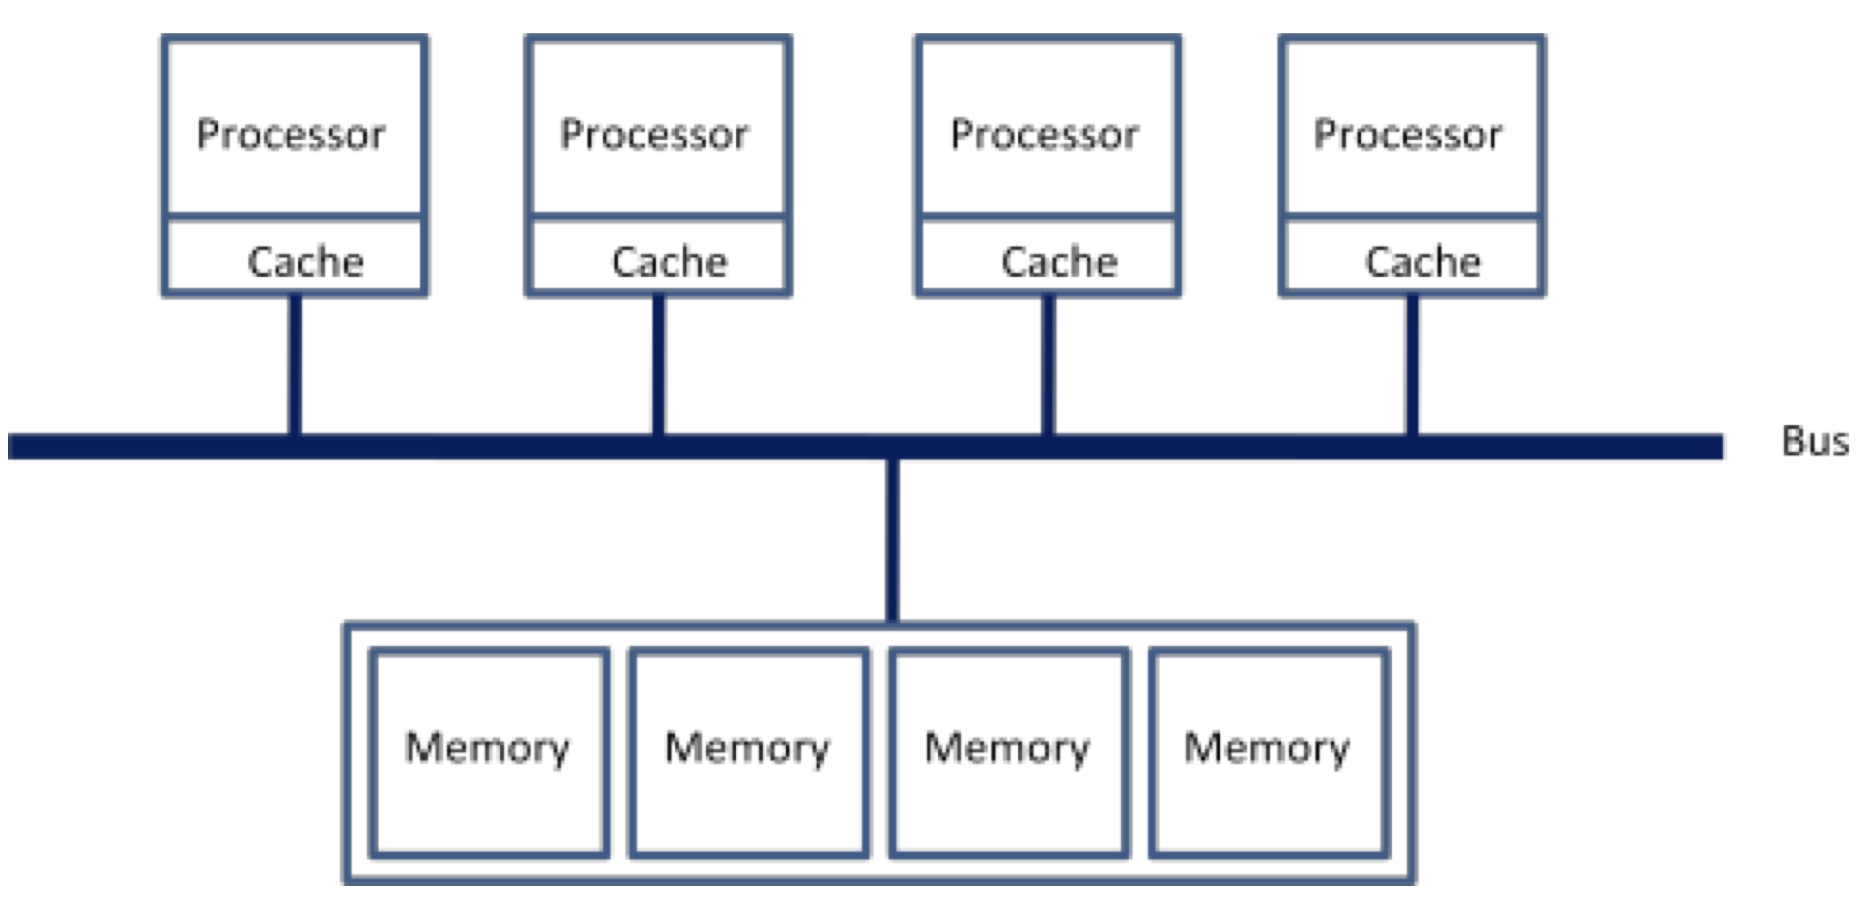 Processor
Processor
Processor
Processor
Cache
Cache
Cache
Cache
Bus
Memory
Memory
Memory
Memory